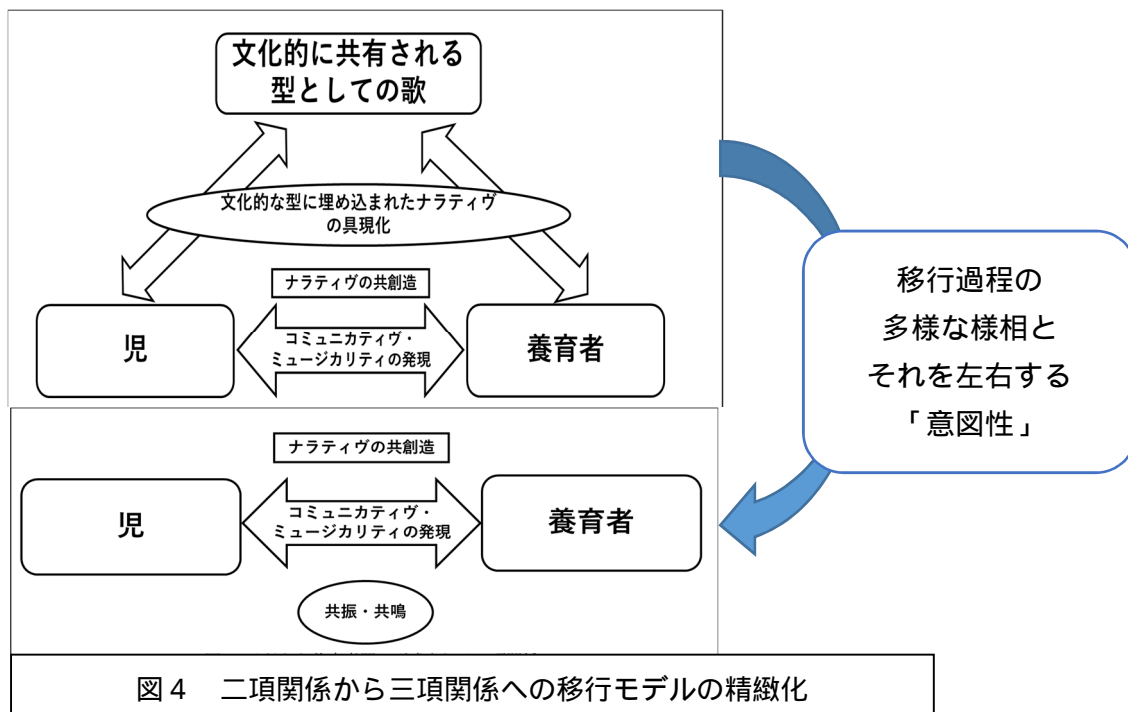 文化的に共有される
型としての歌
文化的な型に埋め込まれたナラティヴ
の具現化
ナラティヴの共創造
児
コミュニカティヴ・
ミュージカリティの発現
養育者
ナラティヴの共創造
児
コミュニカティヴ・
ミュージカリティの発現
養育者
共振・共鳴
移行過程の
多様な様相と
それを左右する
「意図性」
図４　二項関係から三項関係への移行モデルの精緻化